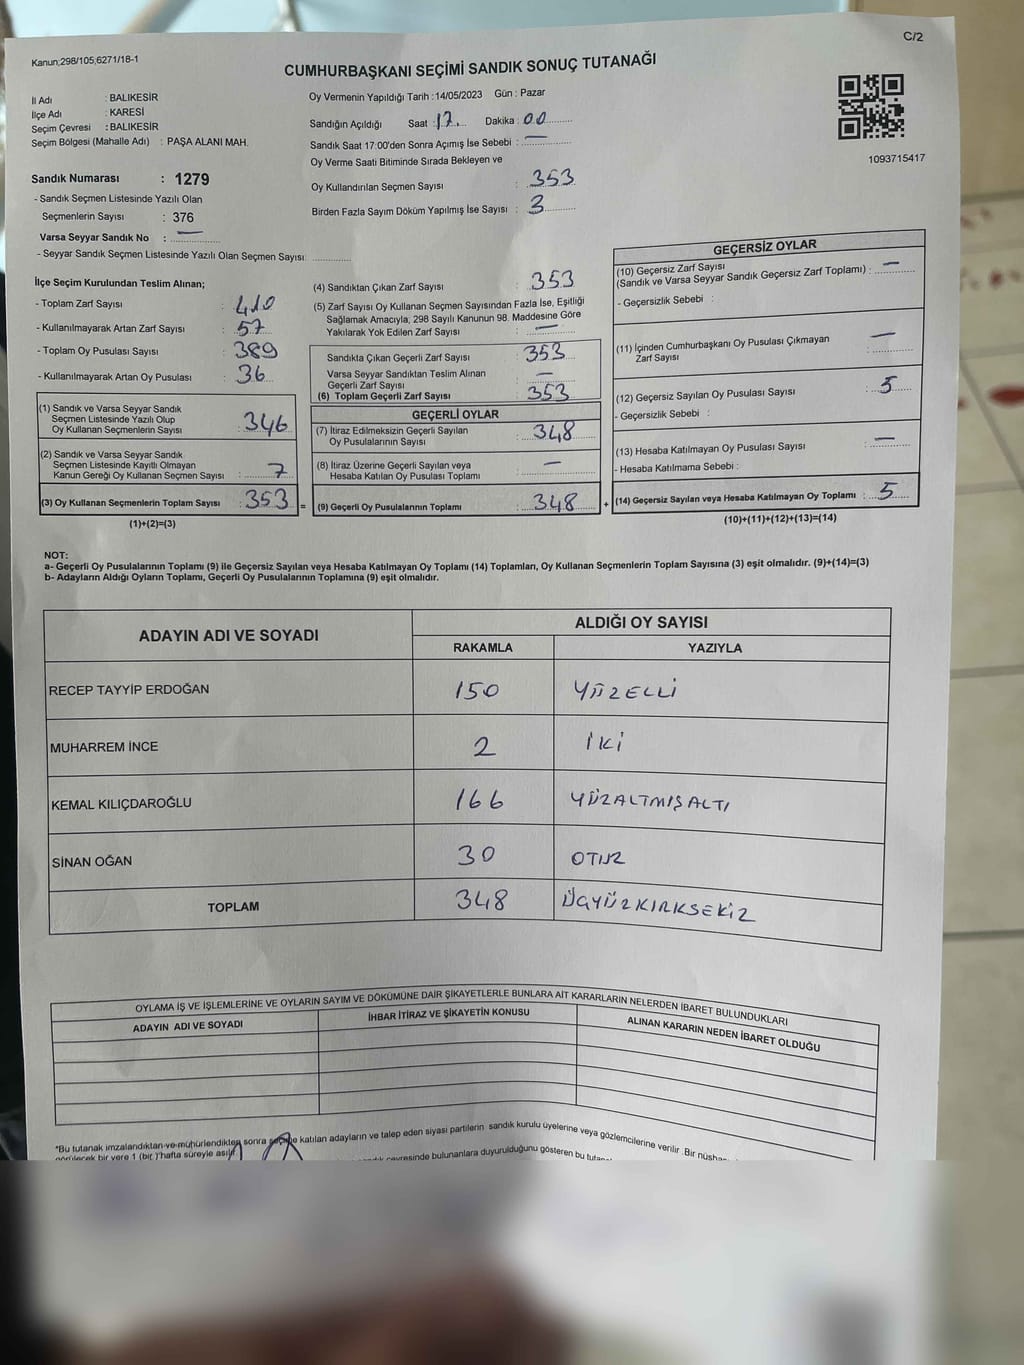 C/2
Kanun;298/105;6271/18-1
CUMHURBAŞKANI SEÇİMİ SANDIK SONUÇ TUTANAĞI
İl Adı : BALIKESİR
İlçe Adı : KARESİ
Seçim Çevresi : BALIKESİR
Seçim Bölgesi (Mahalle Adı) : PAŞA ALANI MAH.
Sandık Numarası : 1279
- Sandık Seçmen Listesinde Yazılı Olan
Seçmenlerin Sayısı : 376
Varsa Seyyar Sandık No : —
- Seyyar Sandık Seçmen Listesinde Yazılı Olan Seçmen Sayısı:
Oy Vermenin Yapıldığı Tarih :14/05/2023 Gün : Pazar
Sandığın Açıldığı Saat :17 Dakika : 00
Sandık Saat 17:00'den Sonra Açımış İse Sebebi : —
Oy Verme Saati Bitiminde Sırada Bekleyen ve
Oy Kullandırılan Seçmen Sayısı : 353
Birden Fazla Sayım Döküm Yapılmış İse Sayısı : 3
1093715417
İlçe Seçim Kurulundan Teslim Alınan;
- Toplam Zarf Sayısı : 410
- Kullanılmayarak Artan Zarf Sayısı : 57
- Toplam Oy Pusulası Sayısı : 389
- Kullanılmayarak Artan Oy Pusulası : 36
(1) Sandık ve Varsa Seyyar Sandık
Seçmen Listesinde Yazılı Olup
Oy Kullanan Seçmenlerin Sayısı : 346
(2) Sandık ve Varsa Seyyar Sandık
Seçmen Listesinde Kayıtlı Olmayan
Kanun Gereği Oy Kullanan Seçmen Sayısı : 7
(3) Oy Kullanan Seçmenlerin Toplam Sayısı : 353 =
(1)+(2)=(3)
(4) Sandıktan Çıkan Zarf Sayısı : 353
(5) Zarf Sayısı Oy Kullanan Seçmen Sayısından Fazla İse, Eşitliği
Sağlamak Amacıyla, 298 Sayılı Kanunun 98. Maddesine Göre
Yakılarak Yok Edilen Zarf Sayısı : —
Sandıkta Çıkan Geçerli Zarf Sayısı : 353
Varsa Seyyar Sandıktan Teslim Alınan
Geçerli Zarf Sayısı : —
(6) Toplam Geçerli Zarf Sayısı : 353
GEÇERLİ OYLAR
(7) İtiraz Edilmeksizin Geçerli Sayılan
Oy Pusulalarının Sayısı : 348
(8) İtiraz Üzerine Geçerli Sayılan veya
Hesaba Katılan Oy Pusulası Toplamı : —
(9) Geçerli Oy Pusulalarının Toplamı : 348 +
GEÇERSİZ OYLAR
(10) Geçersiz Zarf Sayısı
(Sandık ve Varsa Seyyar Sandık Geçersiz Zarf Toplamı) : —
- Geçersizlik Sebebi :
(11) İçinden Cumhurbaşkanı Oy Pusulası Çıkmayan
Zarf Sayısı : —
(12) Geçersiz Sayılan Oy Pusulası Sayısı : 5
- Geçersizlik Sebebi :
(13) Hesaba Katılmayan Oy Pusulası Sayısı : —
- Hesaba Katılmama Sebebi :
(14) Geçersiz Sayılan veya Hesaba Katılmayan Oy Toplamı : 5
(10)+(11)+(12)+(13)=(14)
NOT:
a- Geçerli Oy Pusulalarının Toplamı (9) ile Geçersiz Sayılan veya Hesaba Katılmayan Oy Toplamı (14) Toplamları, Oy Kullanan Seçmenlerin Toplam Sayısına (3) eşit olmalıdır. (9)+(14)=(3)
b- Adayların Aldığı Oyların Toplamı, Geçerli Oy Pusulalarının Toplamına (9) eşit olmalıdır.
ADAYIN ADI VE SOYADI ALDIĞI OY SAYISI
RAKAMLA YAZIYLA
RECEP TAYYİP ERDOĞAN 150 YÜZELLİ
MUHARREM İNCE 2 İKİ
KEMAL KILIÇDAROĞLU 166 YÜZALTMIŞALTI
SİNAN OĞAN 30 OTUZ
TOPLAM 348 ÜÇYÜZKIRKSEKİZ
OYLAMA İŞ VE İŞLEMLERİNE VE OYLARIN SAYIM VE DÖKÜMÜNE DAİR ŞİKAYETLERLE BUNLARA AİT KARARLARIN NELERDEN İBARET BULUNDUKLARI
ADAYIN ADI VE SOYADI İHBAR İTİRAZ VE ŞİKAYETİN KONUSU ALINAN KARARIN NEDEN İBARET OLDUĞU
*Bu tutanak imzalandıktan ve mühürlendikten sonra seçime katılan adayların ve talep eden siyasi partilerin sandık kurulu üyelerine veya gözlemcilerine verilir .Bir
görülecek bir yere 1 (bir )'hafta süreyle asılır çevresinde bulunanlara duyurulduğunu gösteren bu